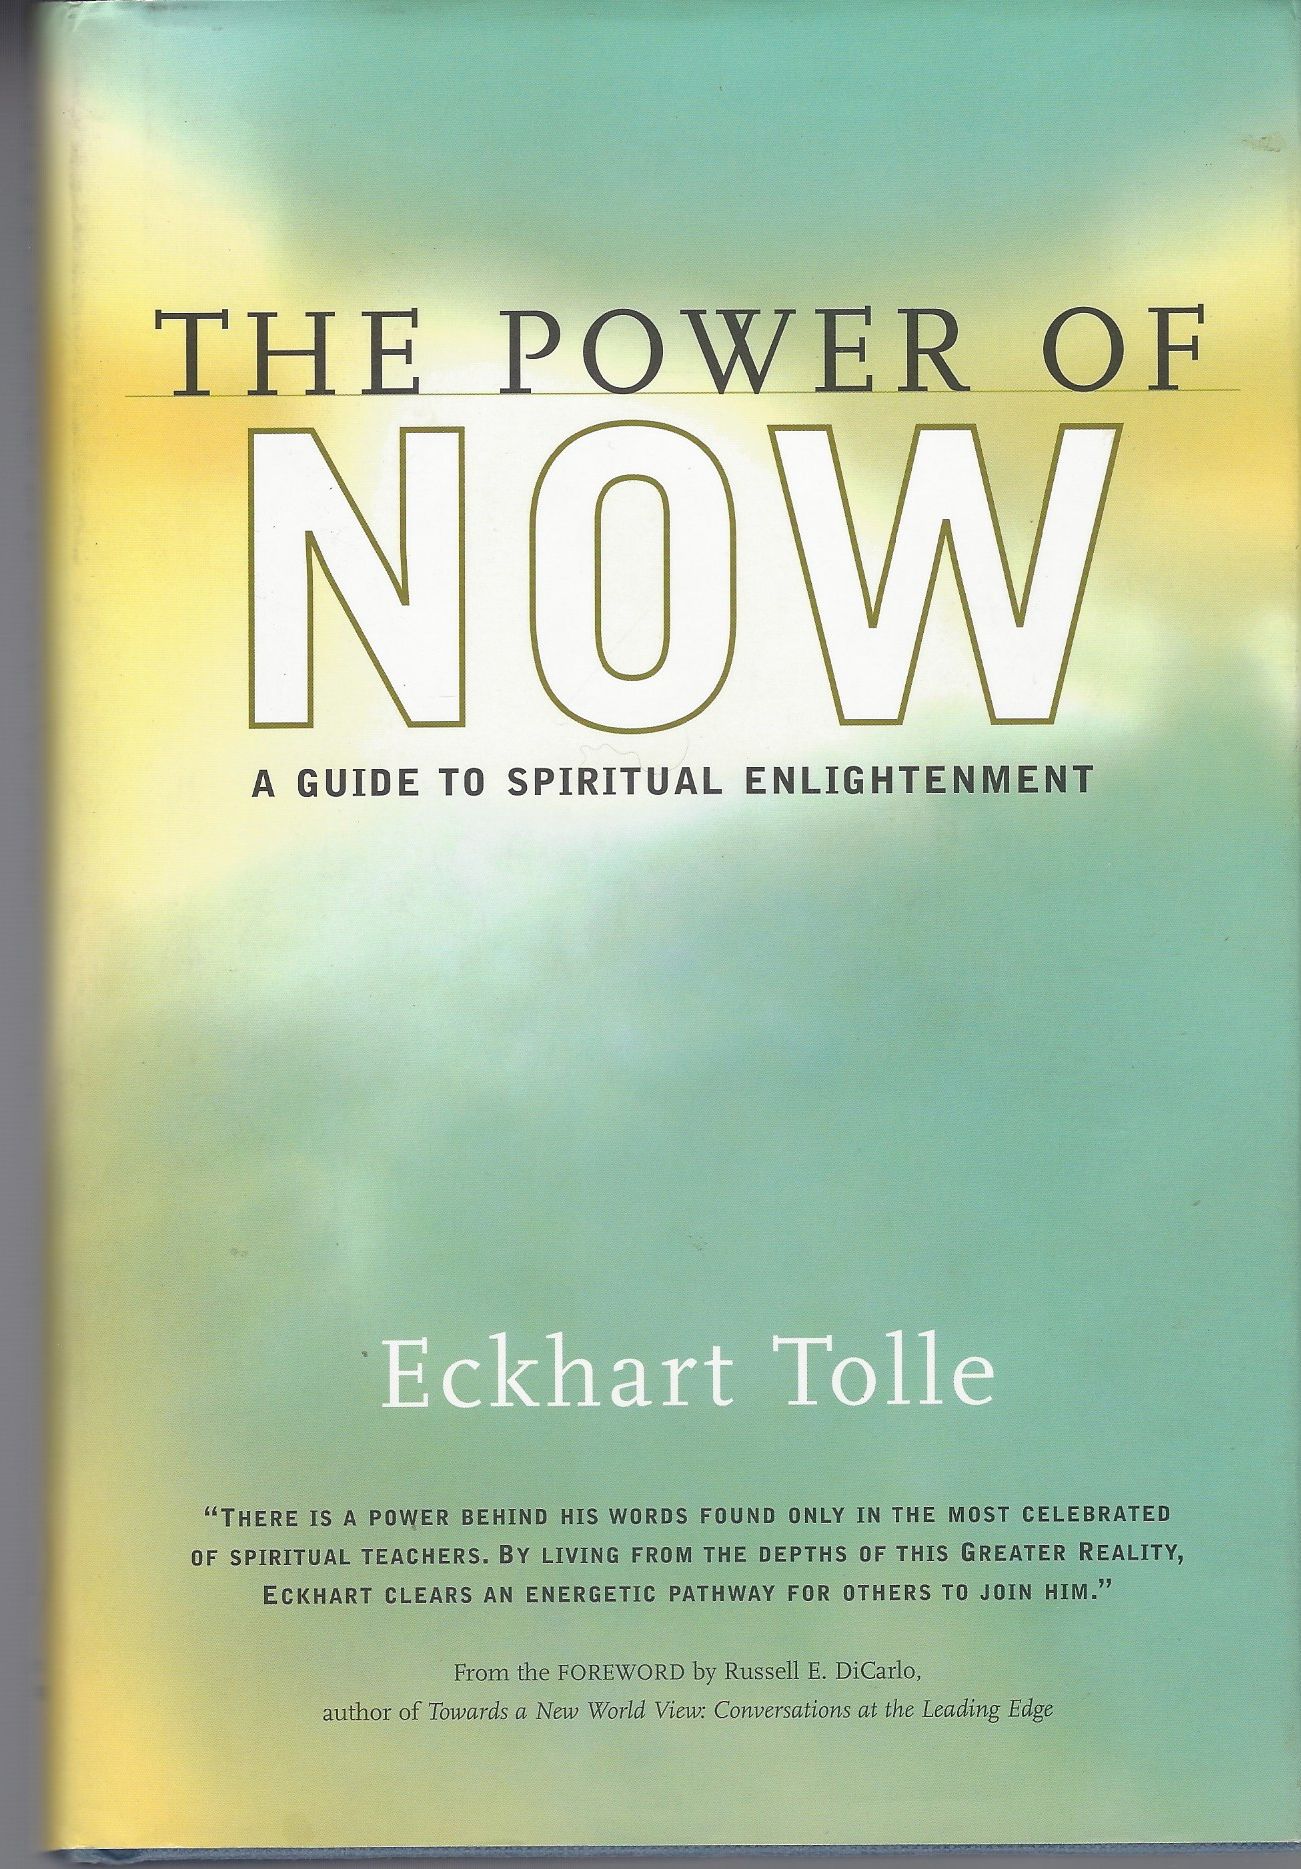 THE POWER OF
NOW
A GUIDE TO SPIRITUAL ENLIGHTENMENT
Eckhart Tolle
“THERE IS A POWER BEHIND HIS WORDS FOUND ONLY IN THE MOST CELEBRATED
OF SPIRITUAL TEACHERS. BY LIVING FROM THE DEPTHS OF THIS GREATER REALITY,
ECKHART CLEARS AN ENERGETIC PATHWAY FOR OTHERS TO JOIN HIM.”
From the FOREWORD by Russell E. DiCarlo,
author of Towards a New World View: Conversations at the Leading Edge